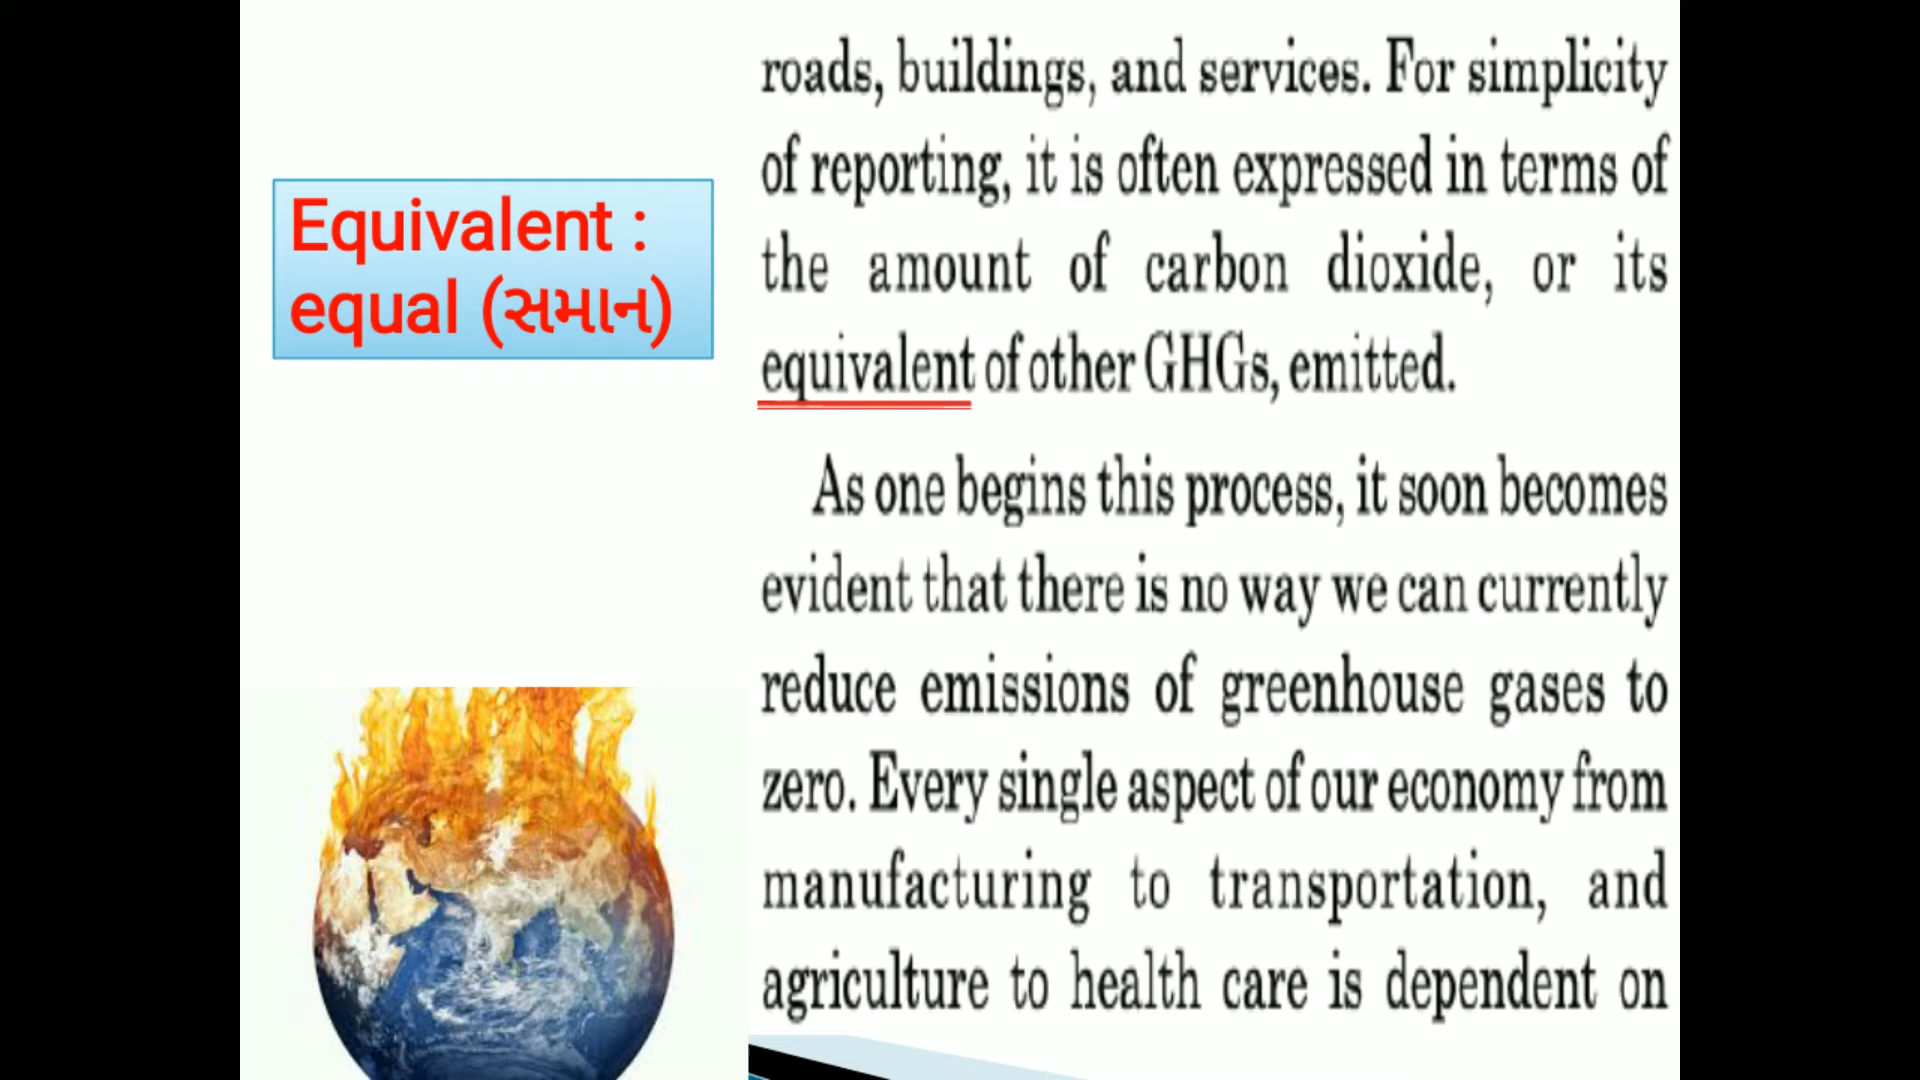 Equivalent :
equal (સમાન)
roads, buildings, and services. For simplicity
of reporting, it is often expressed in terms of
the amount of carbon dioxide, or its
equivalent of other GHGs, emitted.
As one begins this process, it soon becomes
evident that there is no way we can currently
reduce emissions of greenhouse gases to
zero. Every single aspect of our economy from
manufacturing to transportation, and
agriculture to health care is dependent on